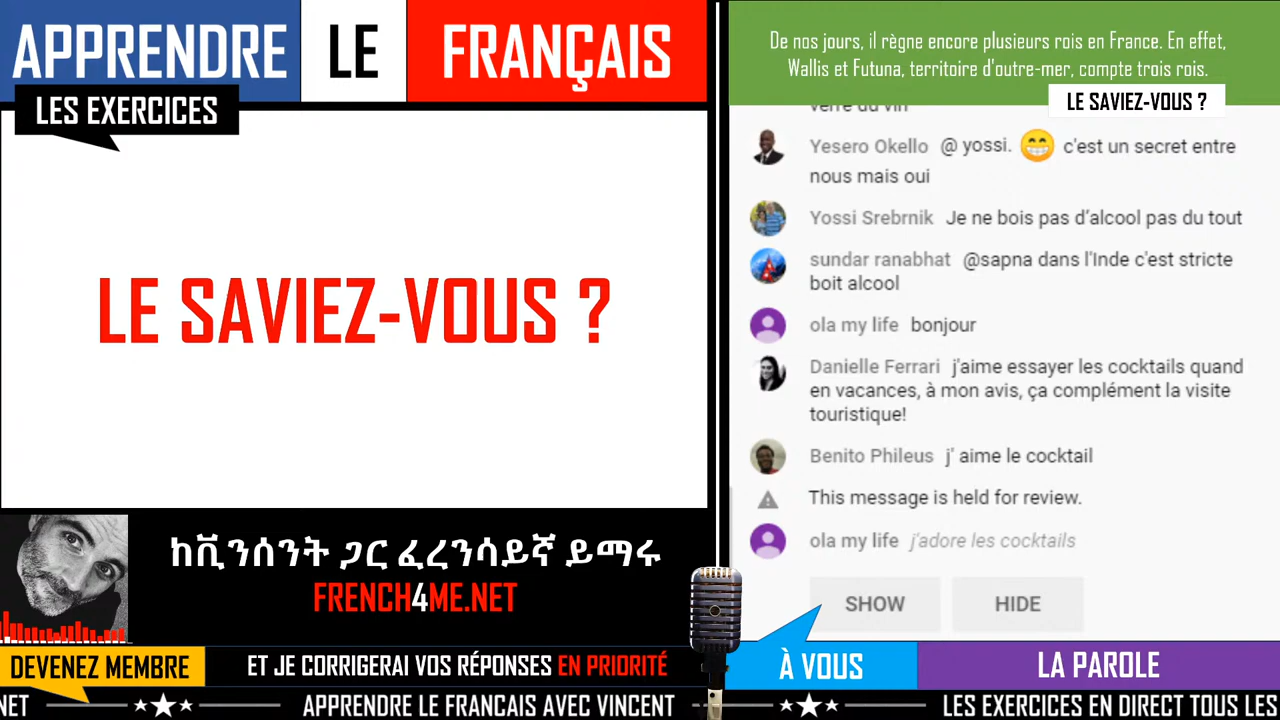 APPRENDRE LE FRANÇAIS
LES EXERCICES
LE SAVIEZ-VOUS ?
ከቪንሰንት ጋር ፈረንሳይኛ ይማሩ
FRENCH4ME.NET
DEVENEZ MEMBRE
ET JE CORRIGERAI VOS RÉPONSES EN PRIORITÉ
De nos jours, il règne encore plusieurs rois en France. En effet,
Wallis et Futuna, territoire d'outre-mer, compte trois rois.
LE SAVIEZ-VOUS ?
verre du vin
Yesero Okello @ yossi. 😁 c'est un secret entre
nous mais oui
Yossi Srebrnik Je ne bois pas d'alcool pas du tout
sundar ranabhat @sapna dans l'Inde c'est stricte
boit alcool
ola my life bonjour
Danielle Ferrari j'aime essayer les cocktails quand
en vacances, à mon avis, ça complément la visite
touristique!
Benito Phileus j' aime le cocktail
This message is held for review.
ola my life j'adore les cocktails
SHOW HIDE
À VOUS LA PAROLE
NET APPRENDRE LE FRANCAIS AVEC VINCENT LES EXERCICES EN DIRECT TOUS LES